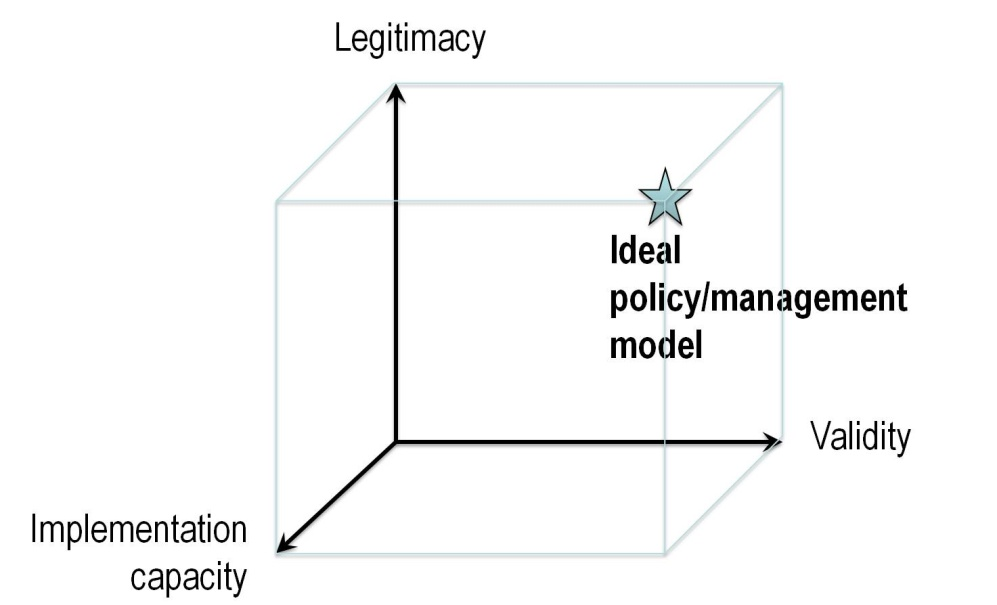 Legitimacy
Ideal
policy/management
model
Validity
Implementation
capacity